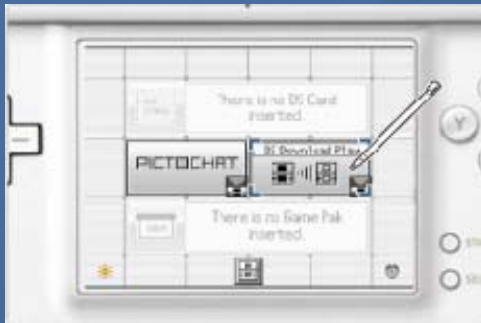 There is no DS Card
inserted.
PICTOCHAT
DS Download Play
There is no Game Pak
inserted.
Y